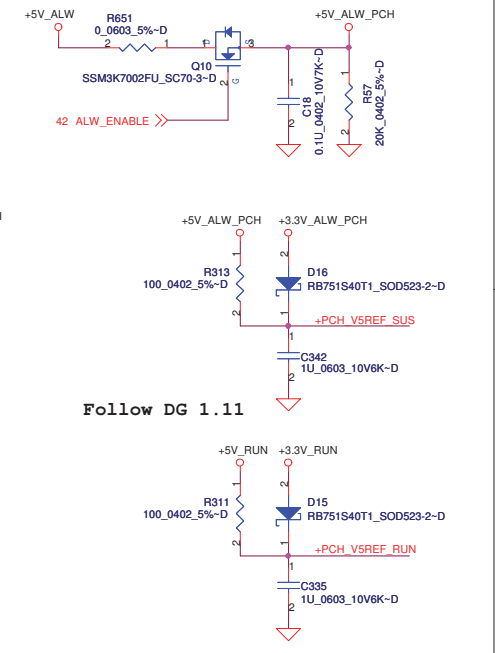 +5V_ALW
+5V_ALW_PCH
R651
0_0603_5%~D
2
1
1
D
S
3
Q10
SSM3K7002FU_SC70-3~D
2
G
42 ALW_ENABLE
1
C18
2
0.1U_0402_10V7K~D
1
R57
2
20K_0402_5%~D
+5V_ALW_PCH
+3.3V_ALW_PCH
1
2
R313
100_0402_5%~D
D16
RB751S40T1_SOD523-2~D
2
1
+PCH_V5REF_SUS
1
C342
1U_0603_10V6K~D
2
Follow DG 1.11
+5V_RUN
+3.3V_RUN
1
2
R311
100_0402_5%~D
D15
RB751S40T1_SOD523-2~D
2
1
+PCH_V5REF_RUN
1
C335
1U_0603_10V6K~D
2